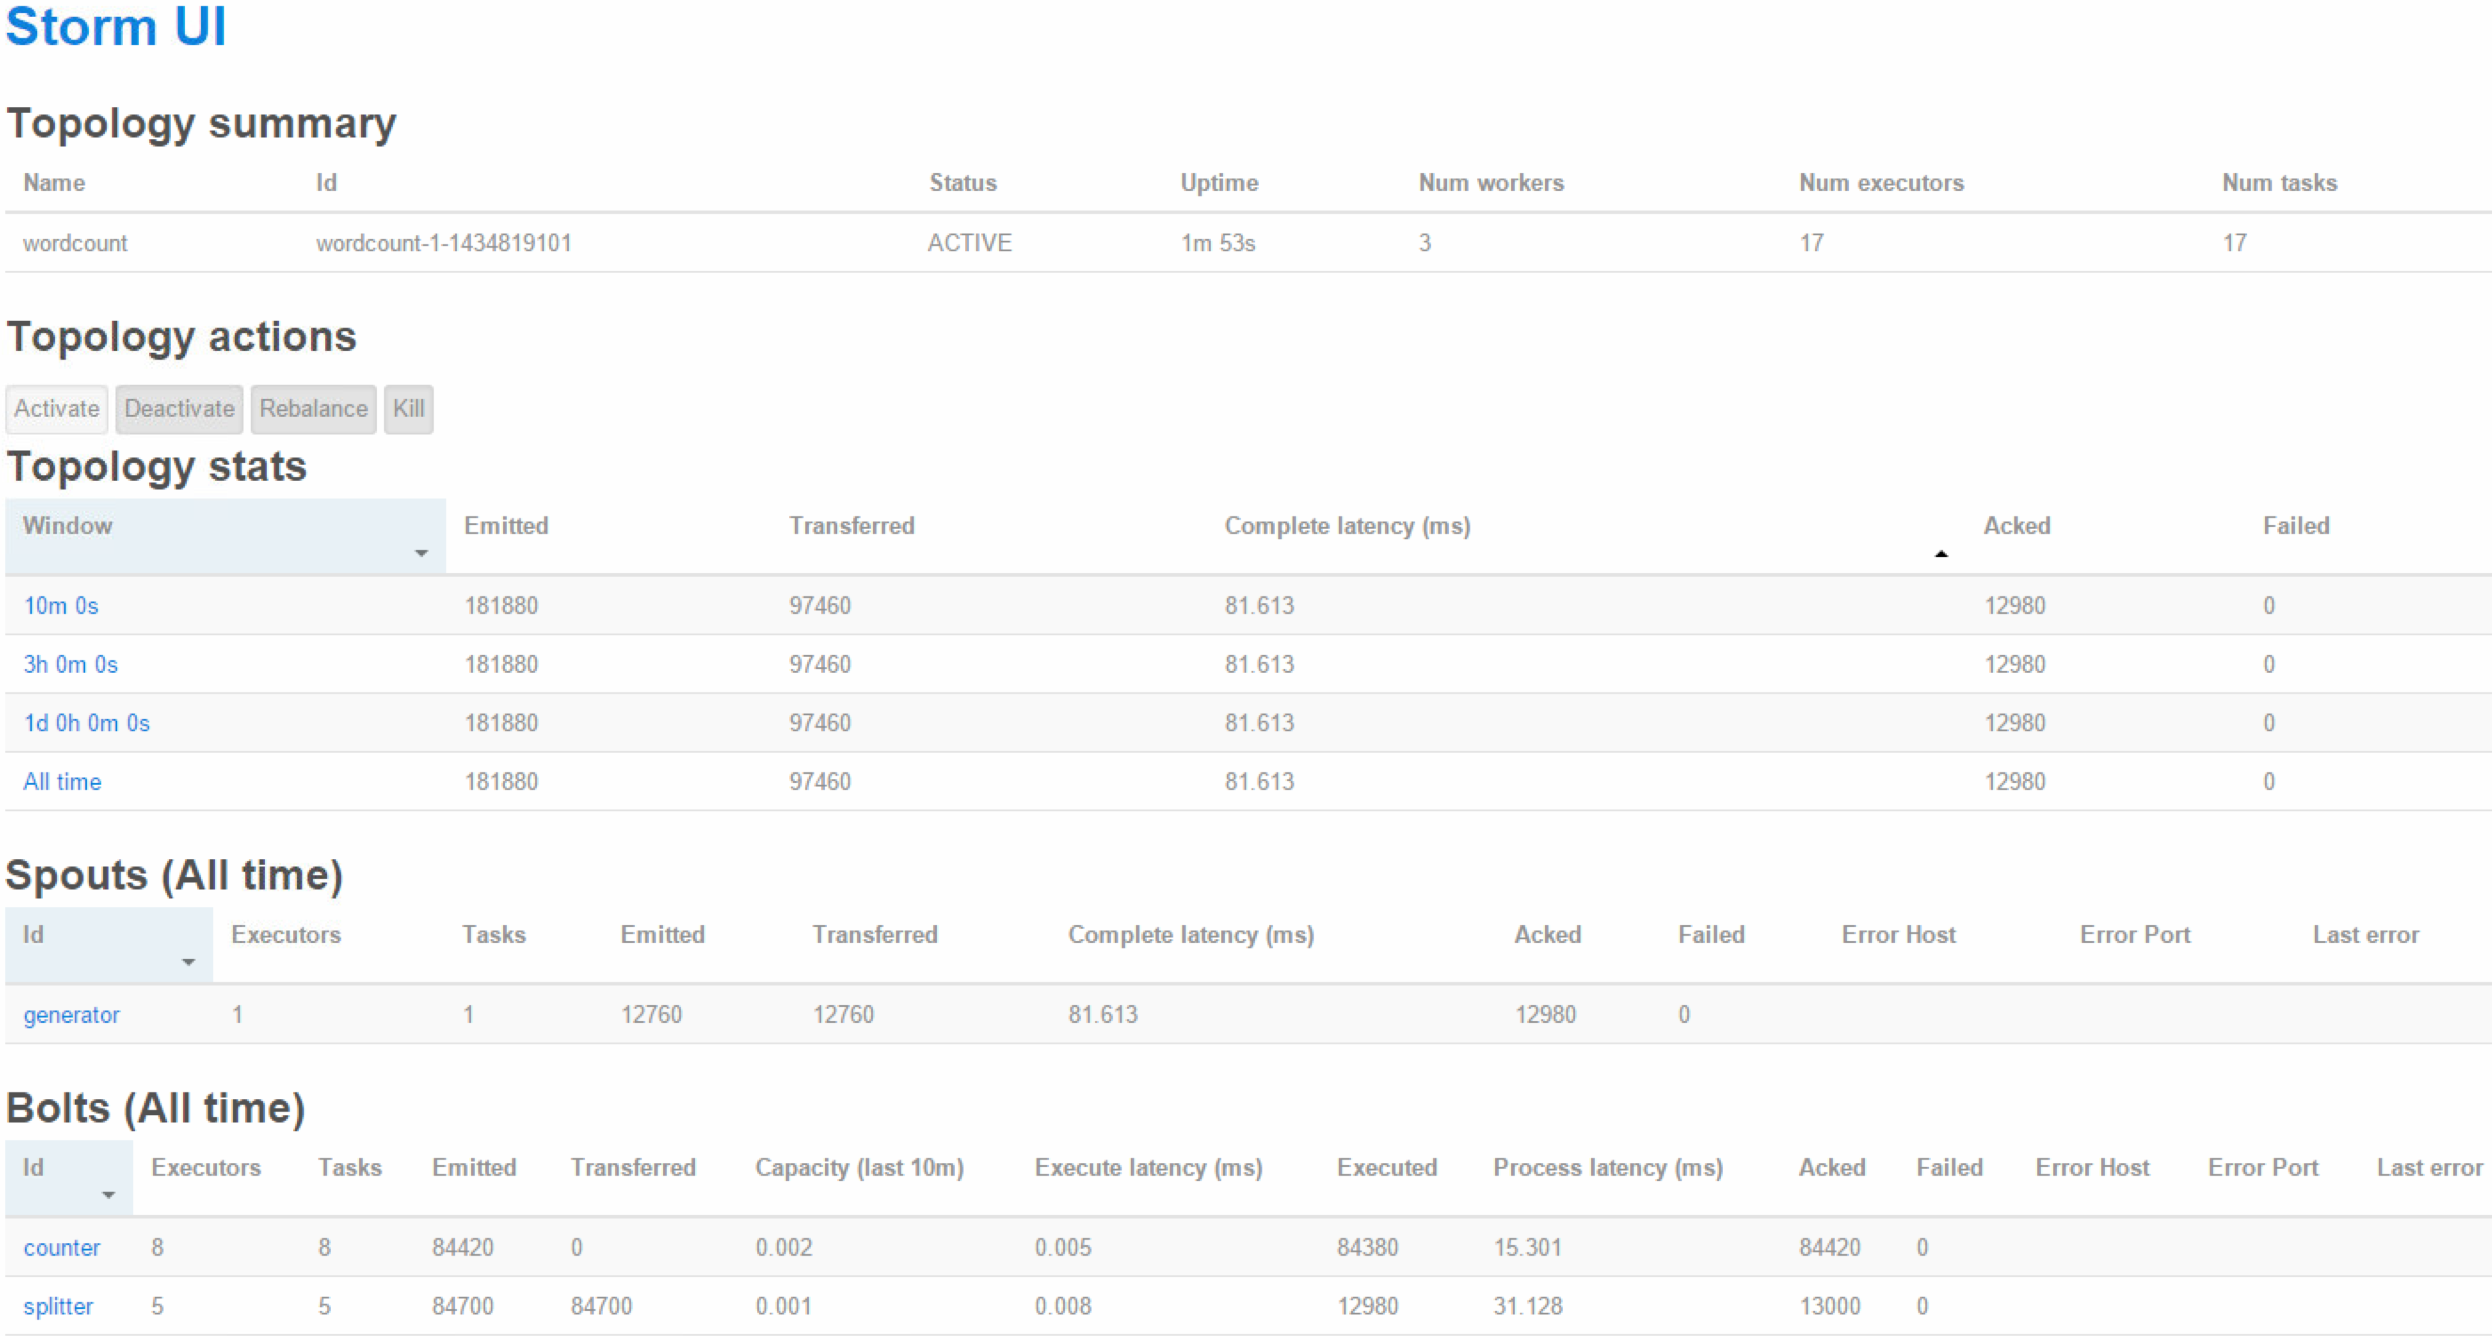 Storm UI
Topology summary
Name Id Status Uptime Num workers Num executors Num tasks
wordcount wordcount-1-1434819101 ACTIVE 1m 53s 3 17 17
Topology actions
Activate Deactivate Rebalance Kill
Topology stats
Window Emitted Transferred Complete latency (ms) Acked Failed
10m 0s 181880 97460 81.613 12980 0
3h 0m 0s 181880 97460 81.613 12980 0
1d 0h 0m 0s 181880 97460 81.613 12980 0
All time 181880 97460 81.613 12980 0
Spouts (All time)
Id Executors Tasks Emitted Transferred Complete latency (ms) Acked Failed Error Host Error Port Last error
generator 1 1 12760 12760 81.613 12980 0
Bolts (All time)
Id Executors Tasks Emitted Transferred Capacity (last 10m) Execute latency (ms) Executed Process latency (ms) Acked Failed Error Host Error Port Last error
counter 8 8 84420 0 0.002 0.005 84380 15.301 84420 0
splitter 5 5 84700 84700 0.001 0.008 12980 31.128 13000 0